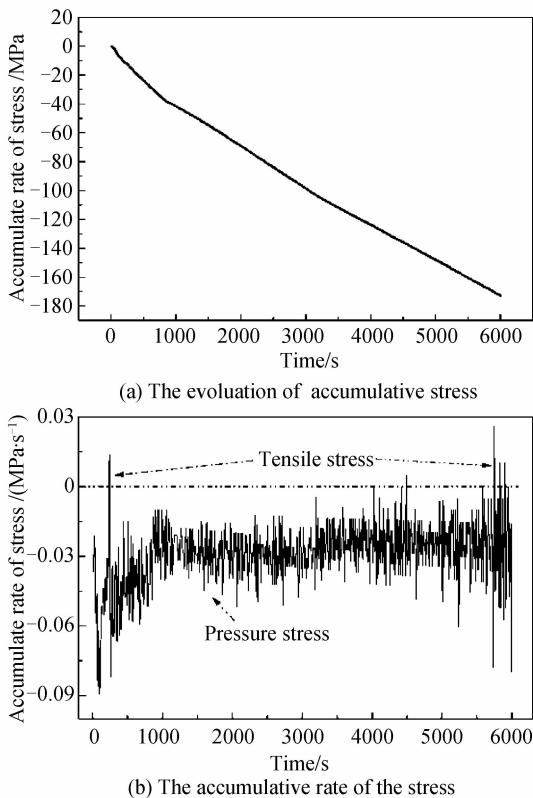 20
0
−20
−40
−60
−80
−100
−120
−140
−160
−180
Accumulate rate of stress /MPa
0 1000 2000 3000 4000 5000 6000
Time/s
(a) The evoluation of accumulative stress
0.03
0
−0.03
−0.06
−0.09
Accumulate rate of stress /(MPa·s⁻¹)
Tensile stress
Pressure stress
0 1000 2000 3000 4000 5000 6000
Time/s
(b) The accumulative rate of the stress